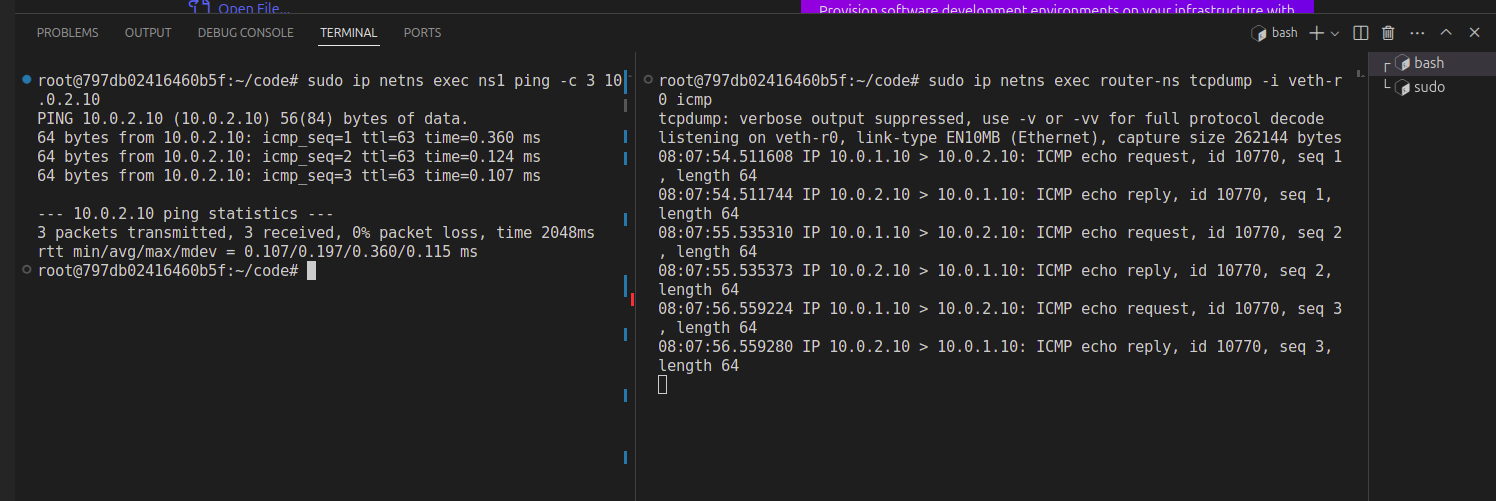 Open File...
Provision software development environments on your infrastructure with
PROBLEMS OUTPUT DEBUG CONSOLE TERMINAL PORTS
bash
root@797db02416460b5f:~/code# sudo ip netns exec ns1 ping -c 3 10
.0.2.10
PING 10.0.2.10 (10.0.2.10) 56(84) bytes of data.
64 bytes from 10.0.2.10: icmp_seq=1 ttl=63 time=0.360 ms
64 bytes from 10.0.2.10: icmp_seq=2 ttl=63 time=0.124 ms
64 bytes from 10.0.2.10: icmp_seq=3 ttl=63 time=0.107 ms
--- 10.0.2.10 ping statistics ---
3 packets transmitted, 3 received, 0% packet loss, time 2048ms
rtt min/avg/max/mdev = 0.107/0.197/0.360/0.115 ms
root@797db02416460b5f:~/code#
root@797db02416460b5f:~/code# sudo ip netns exec router-ns tcpdump -i veth-r
0 icmp
tcpdump: verbose output suppressed, use -v or -vv for full protocol decode
listening on veth-r0, link-type EN10MB (Ethernet), capture size 262144 bytes
08:07:54.511608 IP 10.0.1.10 > 10.0.2.10: ICMP echo request, id 10770, seq 1
, length 64
08:07:54.511744 IP 10.0.2.10 > 10.0.1.10: ICMP echo reply, id 10770, seq 1,
length 64
08:07:55.535310 IP 10.0.1.10 > 10.0.2.10: ICMP echo request, id 10770, seq 2
, length 64
08:07:55.535373 IP 10.0.2.10 > 10.0.1.10: ICMP echo reply, id 10770, seq 2,
length 64
08:07:56.559224 IP 10.0.1.10 > 10.0.2.10: ICMP echo request, id 10770, seq 3
, length 64
08:07:56.559280 IP 10.0.2.10 > 10.0.1.10: ICMP echo reply, id 10770, seq 3,
length 64
bash
sudo